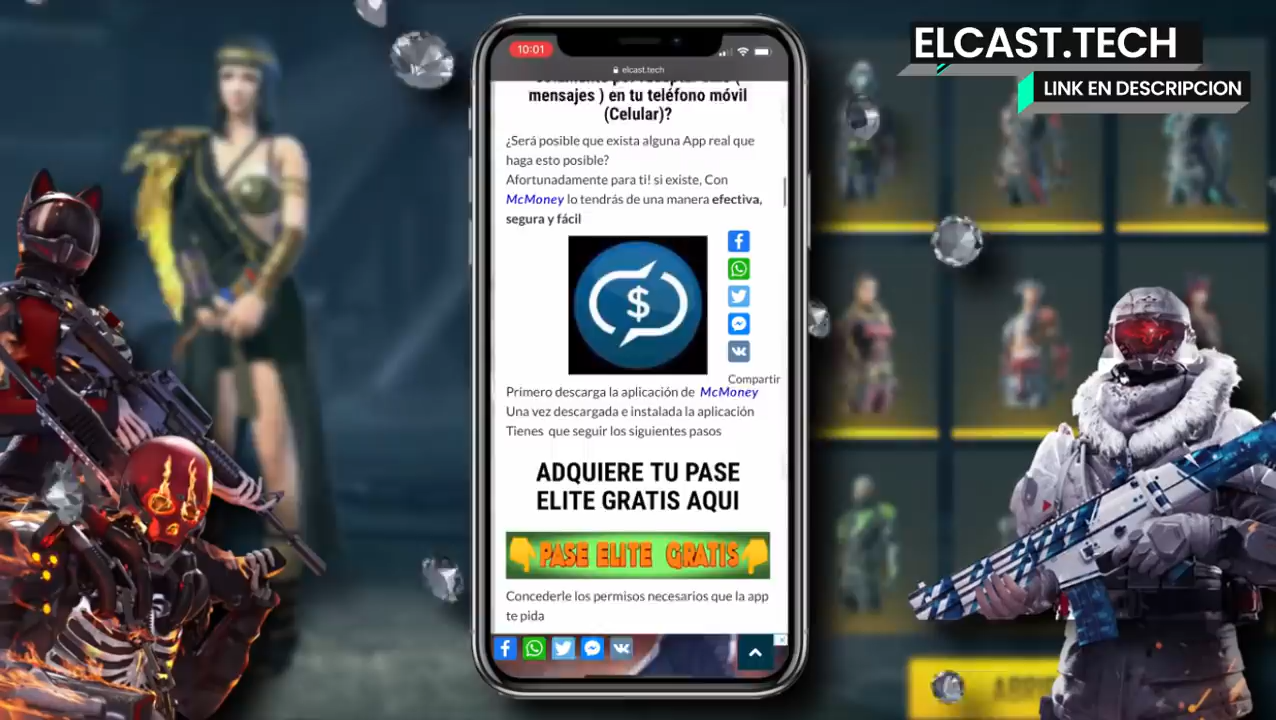 ELCAST.TECH
LINK EN DESCRIPCION
10:01
elcast.tech
mensajes ) en tu teléfono móvil
(Celular)?
¿Será posible que exista alguna App real que
haga esto posible?
Afortunadamente para ti! si existe, Con
McMoney lo tendrás de una manera efectiva,
segura y fácil
$
Compartir
Primero descarga la aplicación de McMoney
Una vez descargada e instalada la aplicación
Tienes que seguir los siguientes pasos
ADQUIERE TU PASE
ELITE GRATIS AQUI
PASE ELITE GRATIS
Concederle los permisos necesarios que la app
te pida